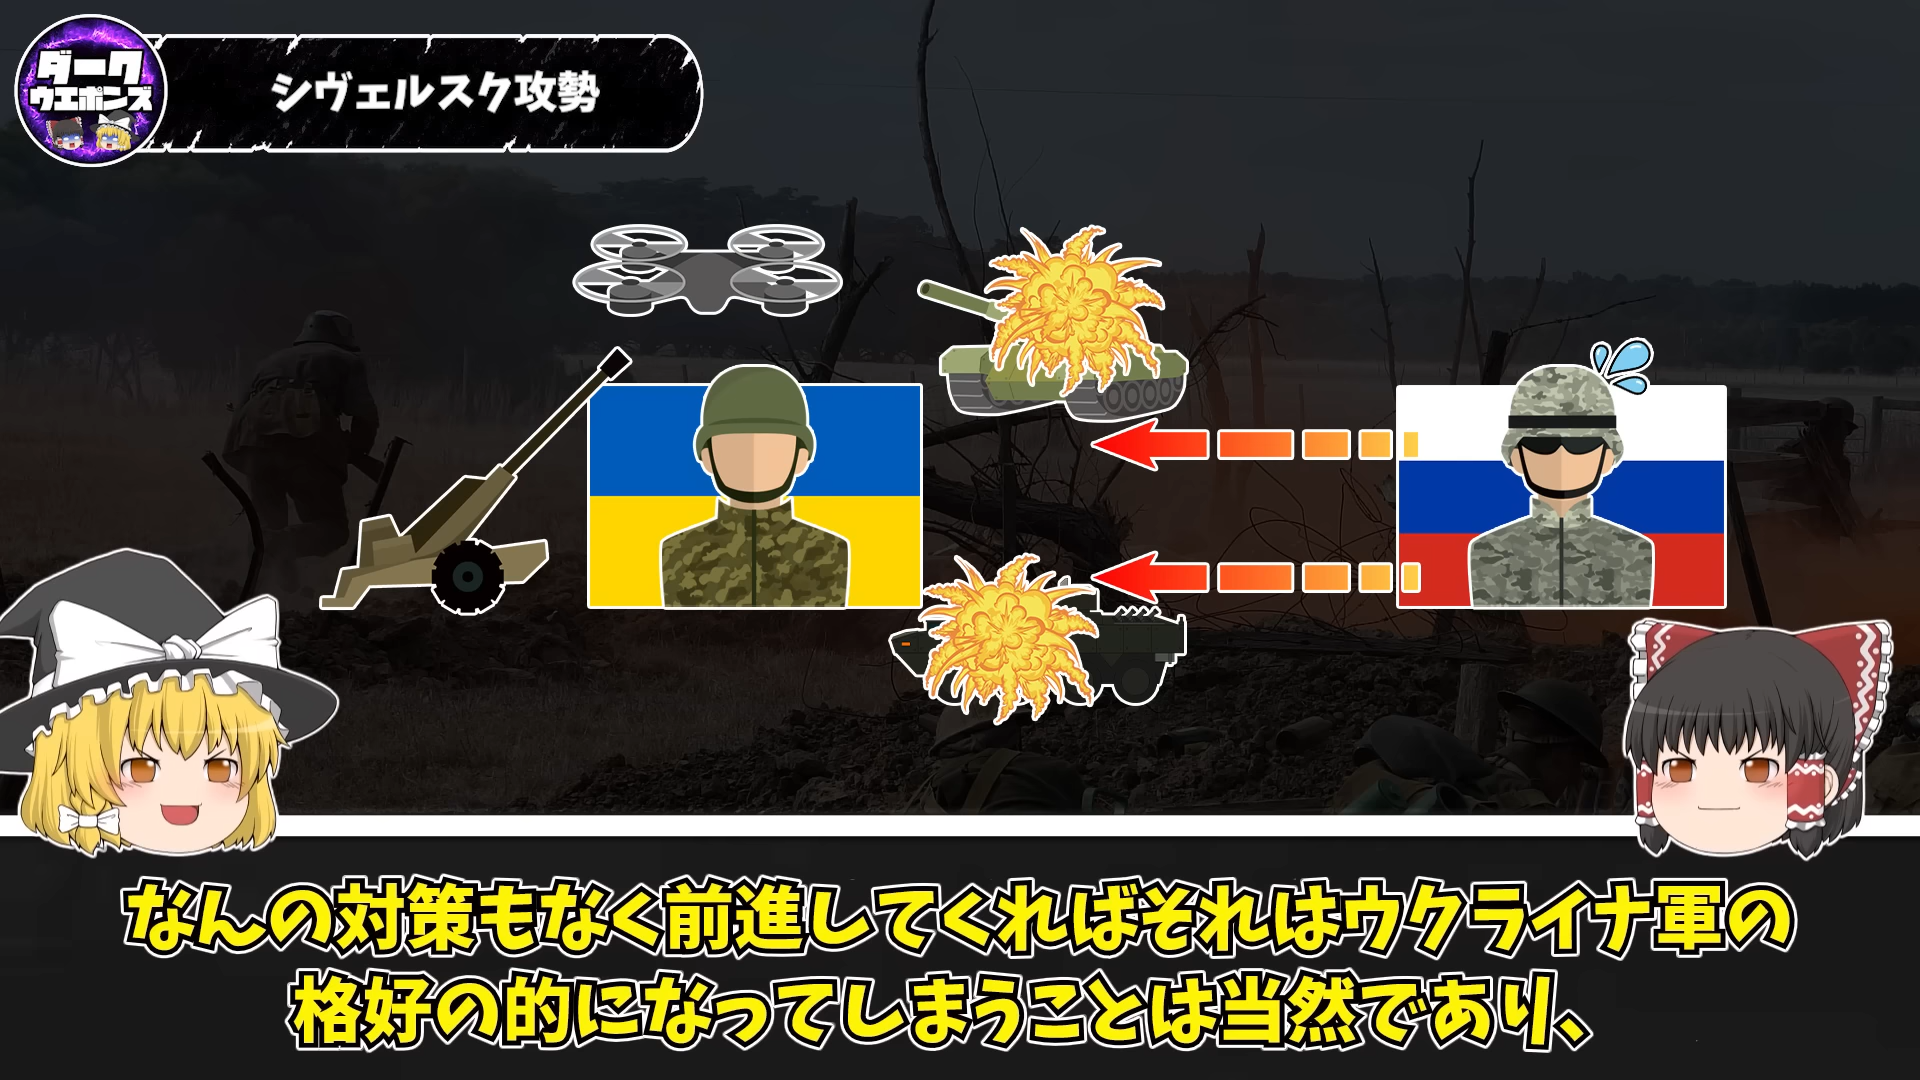 ダーク
ウエポンズ
シヴェルスク攻勢
なんの対策もなく前進してくればそれはウクライナ軍の
格好の的になってしまうことは当然であり、